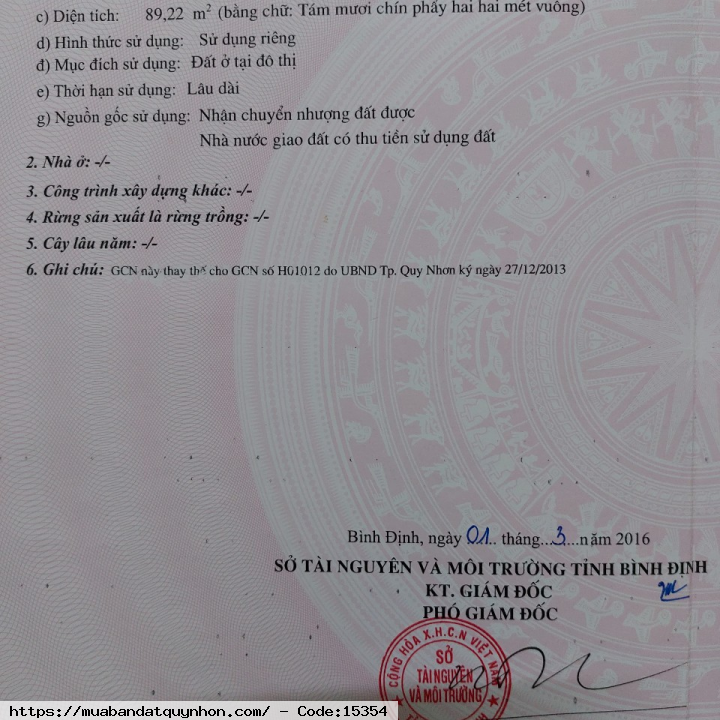 c) Diện tích: 89,22 m² (bằng chữ: Tám mươi chín phẩy hai hai mét vuông)
d) Hình thức sử dụng: Sử dụng riêng
đ) Mục đích sử dụng: Đất ở tại đô thị
e) Thời hạn sử dụng: Lâu dài
g) Nguồn gốc sử dụng: Nhận chuyển nhượng đất được
Nhà nước giao đất có thu tiền sử dụng đất
2. Nhà ở: -/-
3. Công trình xây dựng khác: -/-
4. Rừng sản xuất là rừng trồng: -/-
5. Cây lâu năm: -/-
6. Ghi chú: GCN này thay thế cho GCN số H01012 do UBND Tp. Quy Nhơn ký ngày 27/12/2013
Bình Định, ngày 01.. tháng...3...năm 2016
SỞ TÀI NGUYÊN VÀ MÔI TRƯỜNG TỈNH BÌNH ĐỊNH
KT. GIÁM ĐỐC
PHÓ GIÁM ĐỐC
CỘNG HÒA X.H.C.N VIỆT NAM
SỞ
TÀI NGUYÊN
VÀ MÔI TRƯỜNG
https://muabandatquynhon.com/ - Code:15354